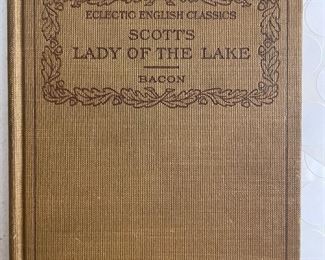 ECLECTIC ENGLISH CLASSICS
SCOTT'S
LADY OF THE LAKE
BACON